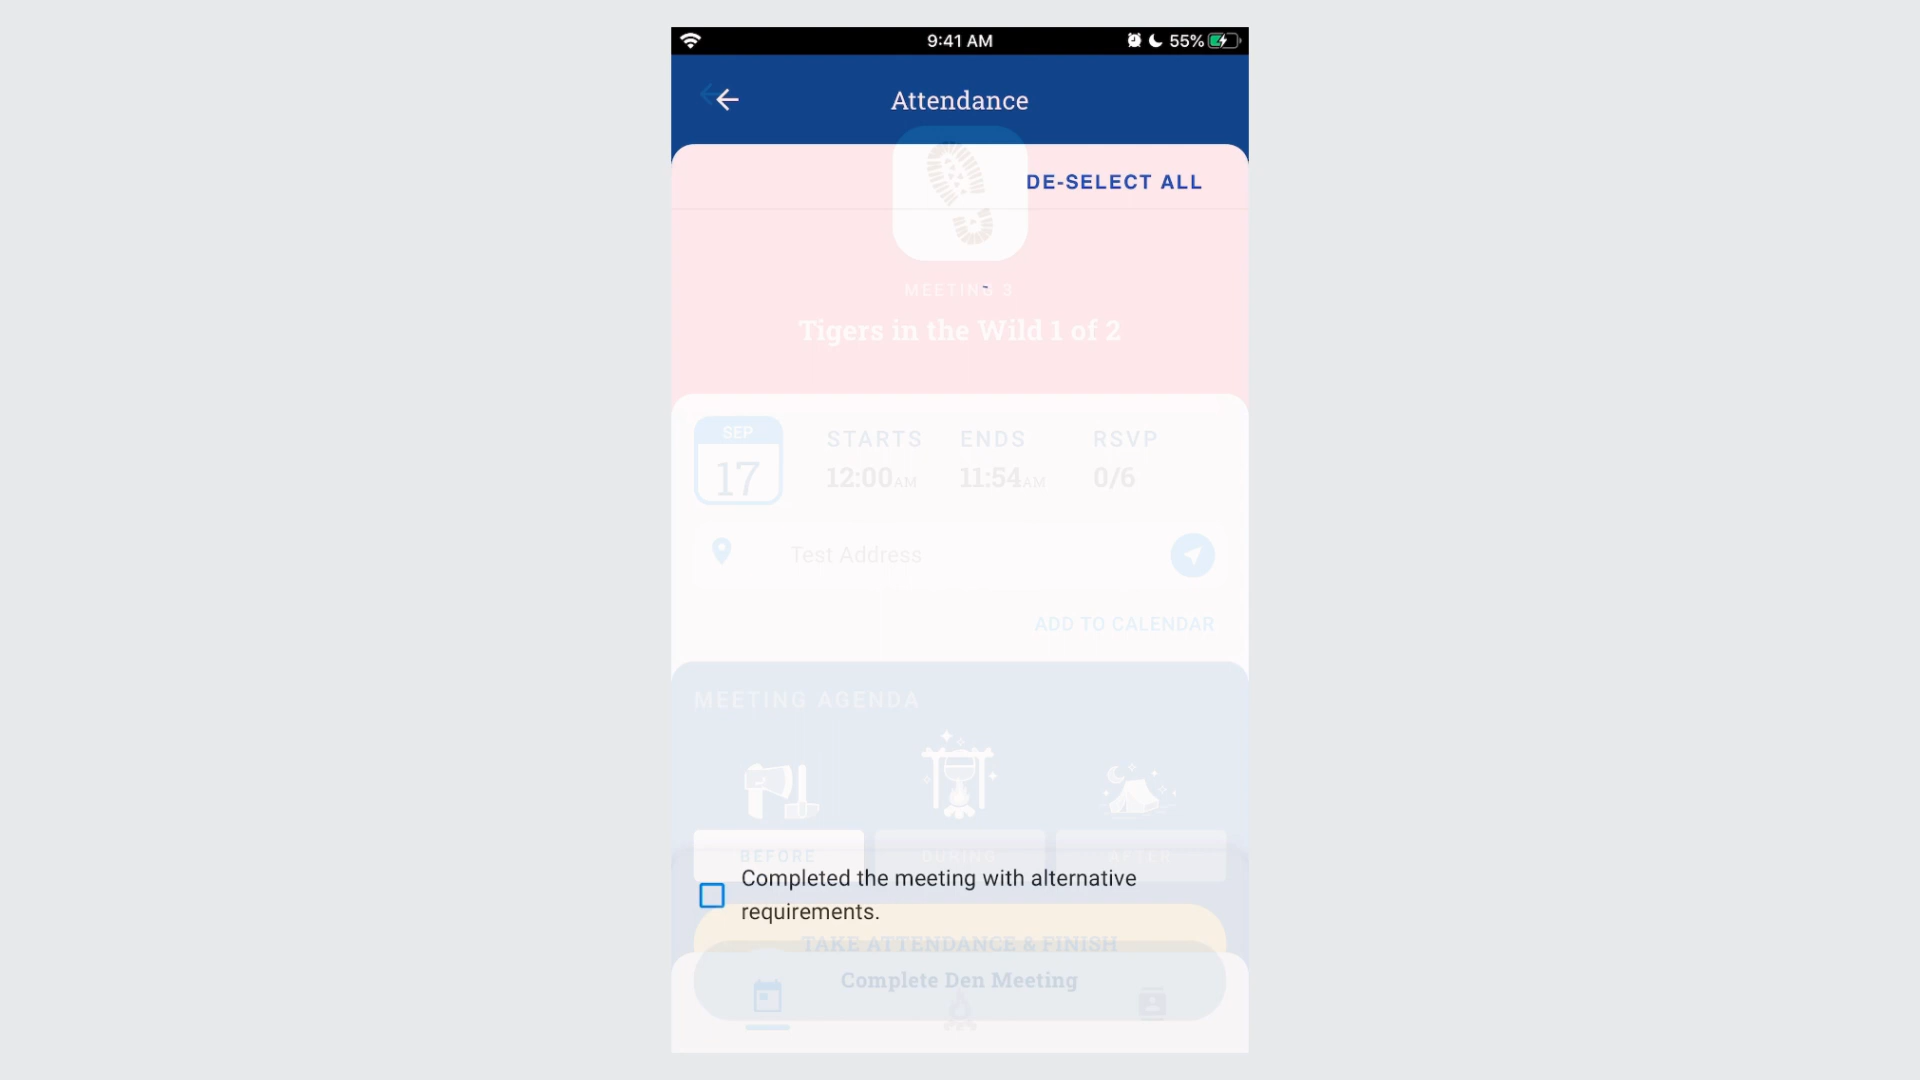 9:41 AM
55%
Attendance
DE-SELECT ALL
MEETING 3
Tigers in the Wild 1 of 2
SEP
17
STARTS ENDS RSVP
12:00AM 11:54AM 0/6
Test Address
ADD TO CALENDAR
MEETING AGENDA
BEFORE DURING AFTER
Completed the meeting with alternative
requirements.
TAKE ATTENDANCE & FINISH
Complete Den Meeting